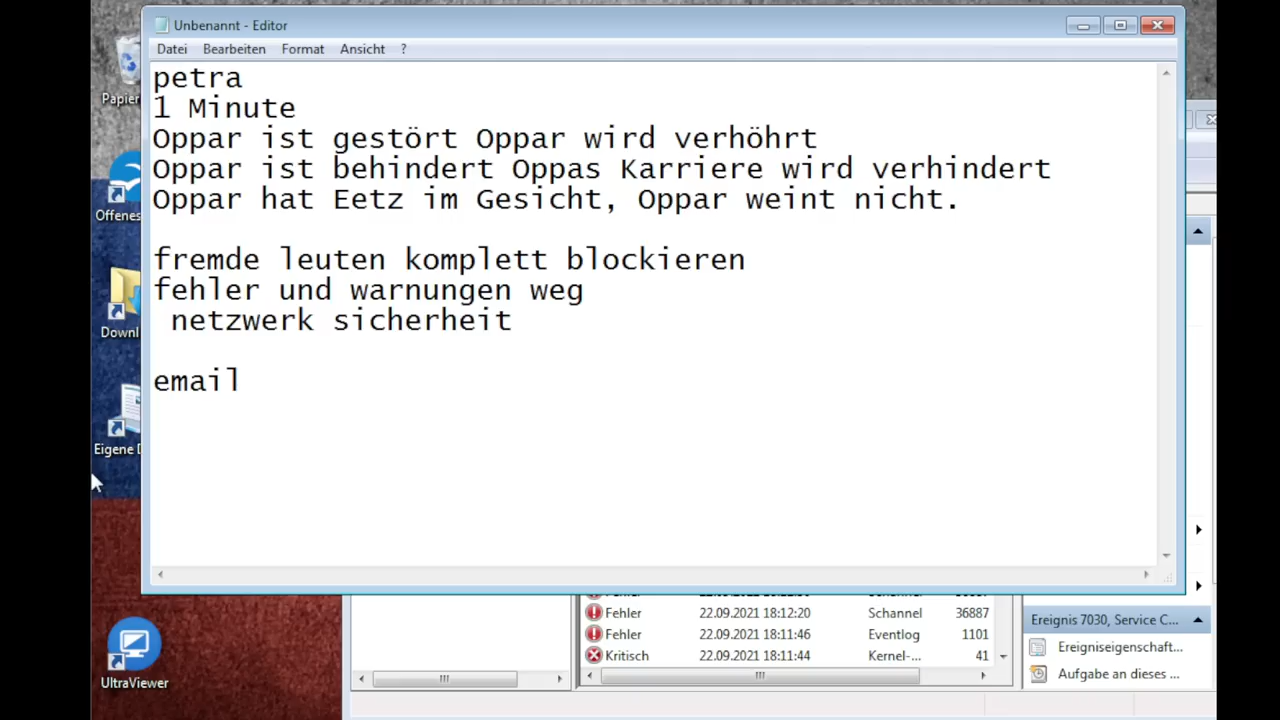 Unbenannt - Editor
Datei Bearbeiten Format Ansicht ?
petra
1 Minute
Oppar ist gestört Oppar wird verhöhrt
Oppar ist behindert Oppas Karriere wird verhindert
Oppar hat Eetz im Gesicht, Oppar weint nicht.
fremde leuten komplett blockieren
fehler und warnungen weg
netzwerk sicherheit
email
Papier
Offenes
Downl
Eigene D
UltraViewer
Fehler 22.09.2021 18:12:20 Schannel 36887
Fehler 22.09.2021 18:11:46 Eventlog 1101
Kritisch 22.09.2021 18:11:44 Kernel-... 41
Ereignis 7030, Service C...
Ereigniseigenschaft...
Aufgabe an dieses ...